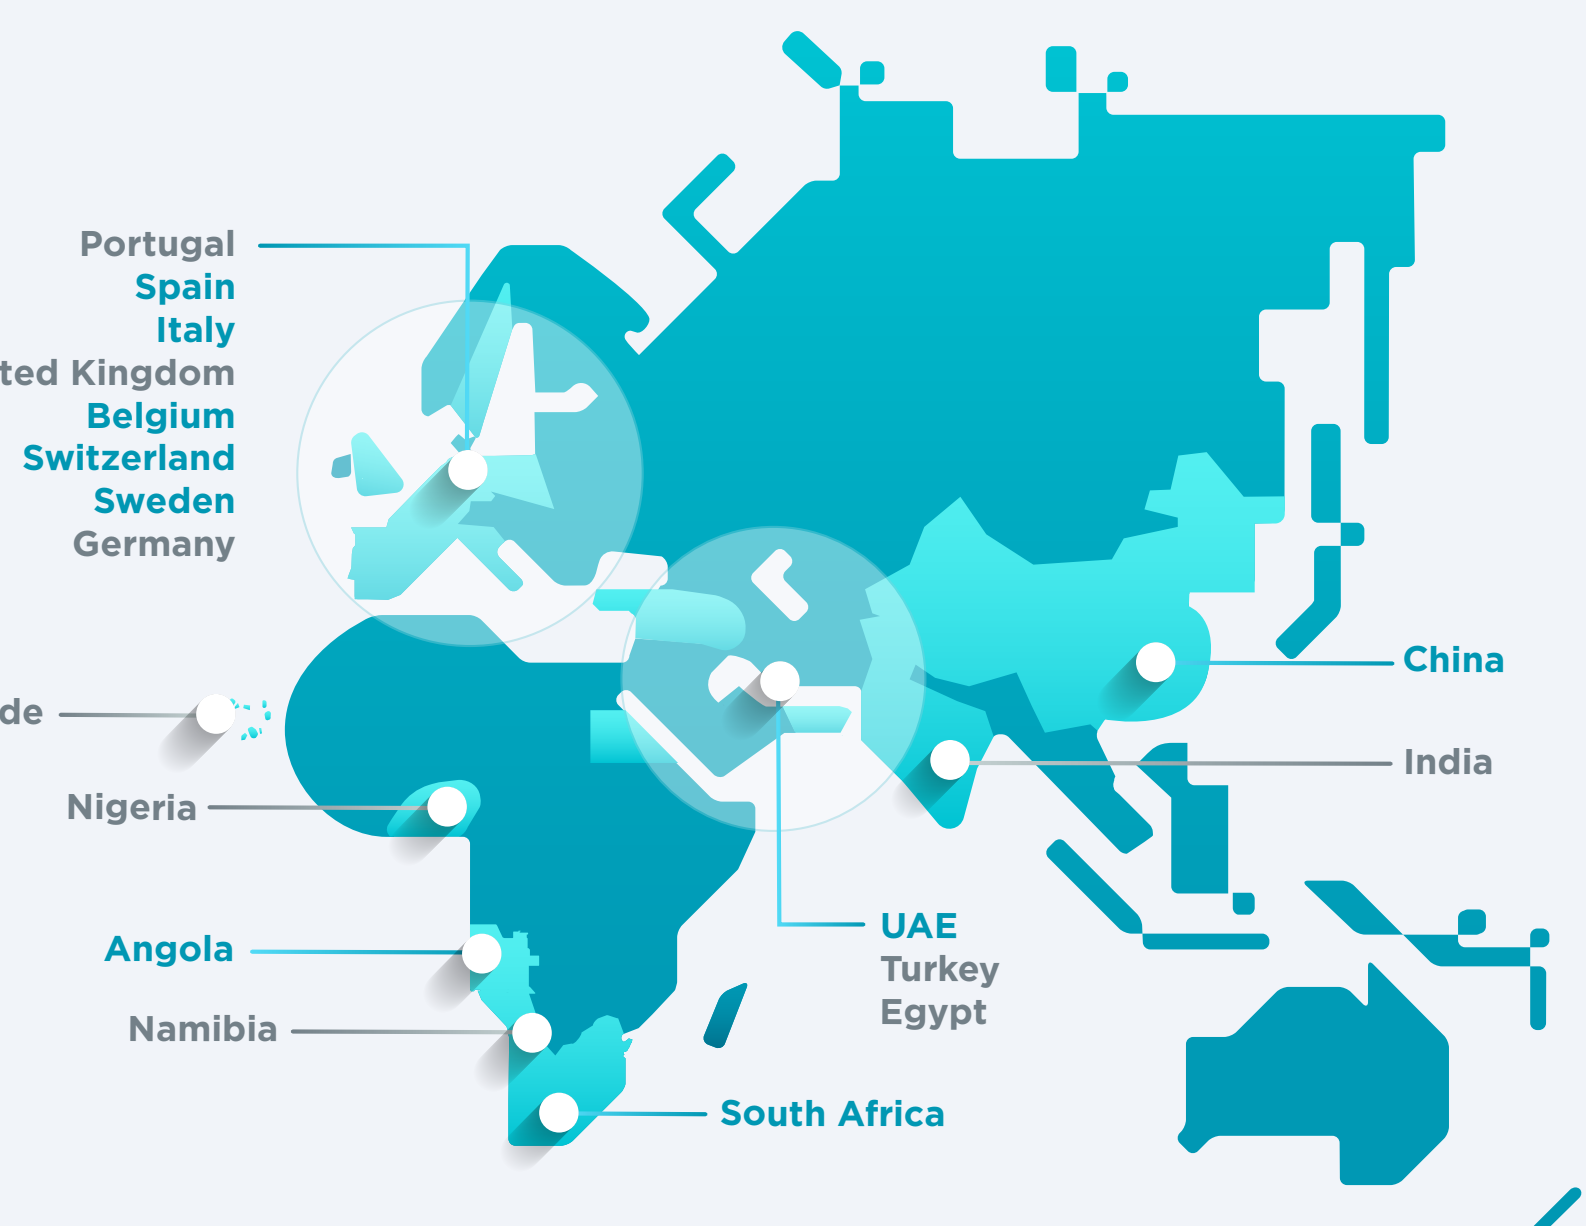 Portugal
Spain
Italy
ted Kingdom
Belgium
Switzerland
Sweden
Germany
China
de
India
Nigeria
UAE
Angola
Turkey
Egypt
Namibia
South Africa